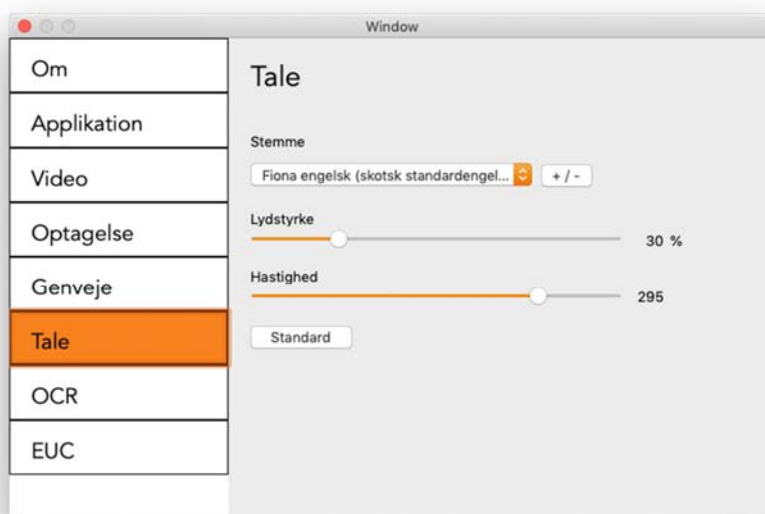 Window
Om
Applikation
Video
Optagelse
Genveje
Tale
OCR
EUC
Tale
Stemme
Fiona engelsk (skotsk standardengel... + / -
Lydstyrke
30 %
Hastighed
295
Standard